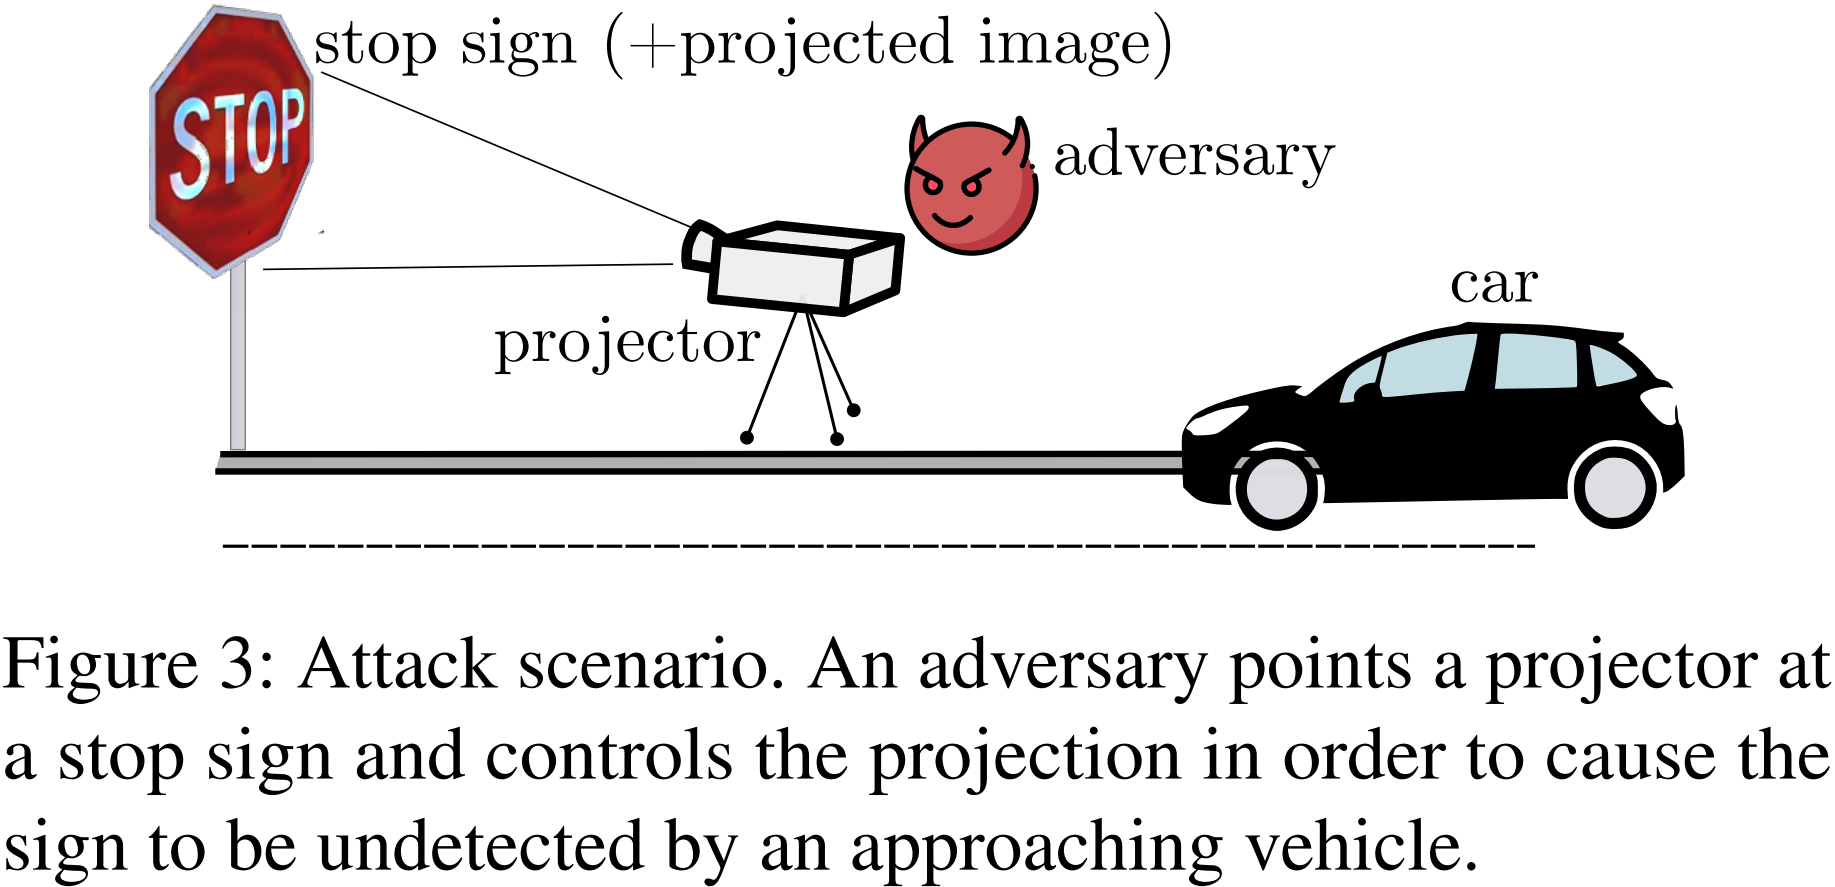 stop sign (+projected image)
STOP
adversary
car
projector
Figure 3: Attack scenario. An adversary points a projector at
a stop sign and controls the projection in order to cause the
sign to be undetected by an approaching vehicle.